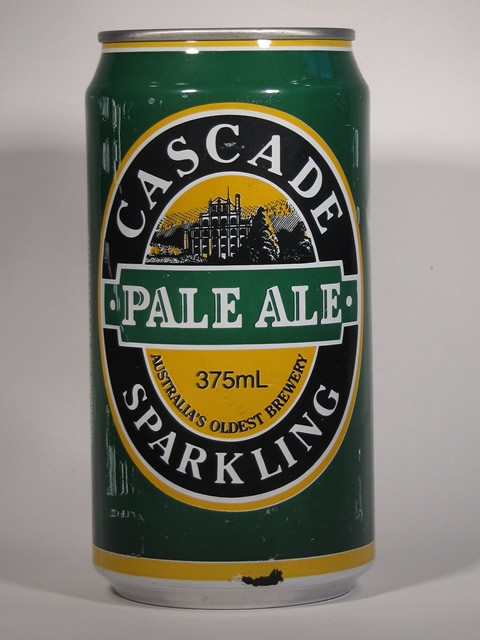 CASCADE
·PALE ALE·
375mL
AUSTRALIA'S OLDEST BREWERY
SPARKLING